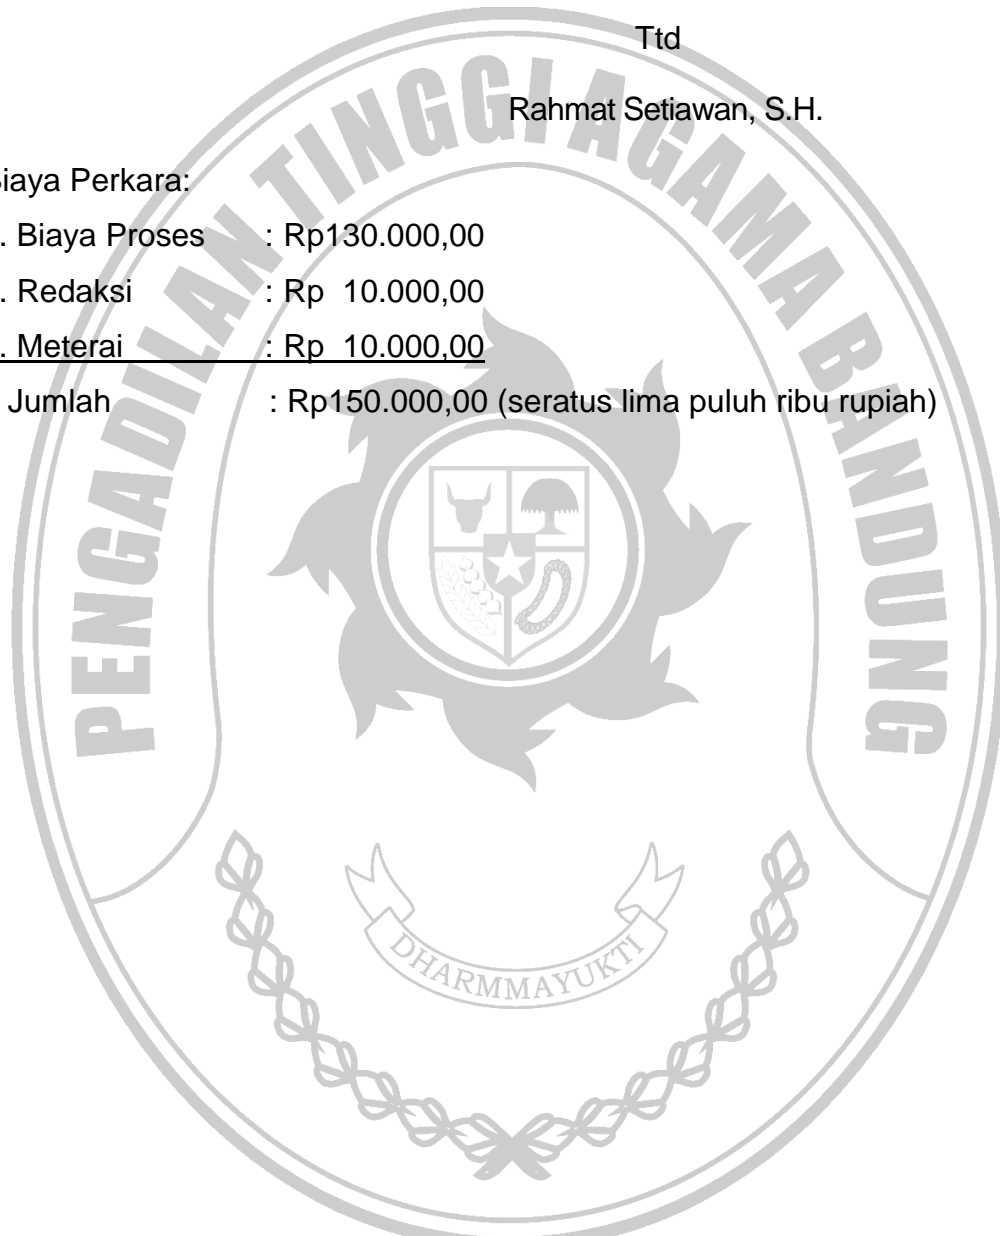 Ttd
Rahmat Setiawan, S.H.
Biaya Perkara:
. Biaya Proses : Rp130.000,00
. Redaksi : Rp 10.000,00
. Meterai : Rp 10.000,00
Jumlah : Rp150.000,00 (seratus lima puluh ribu rupiah)
PENGADILAN TINGGI AGAMA BANDUNG
DHARMMAYUKTI